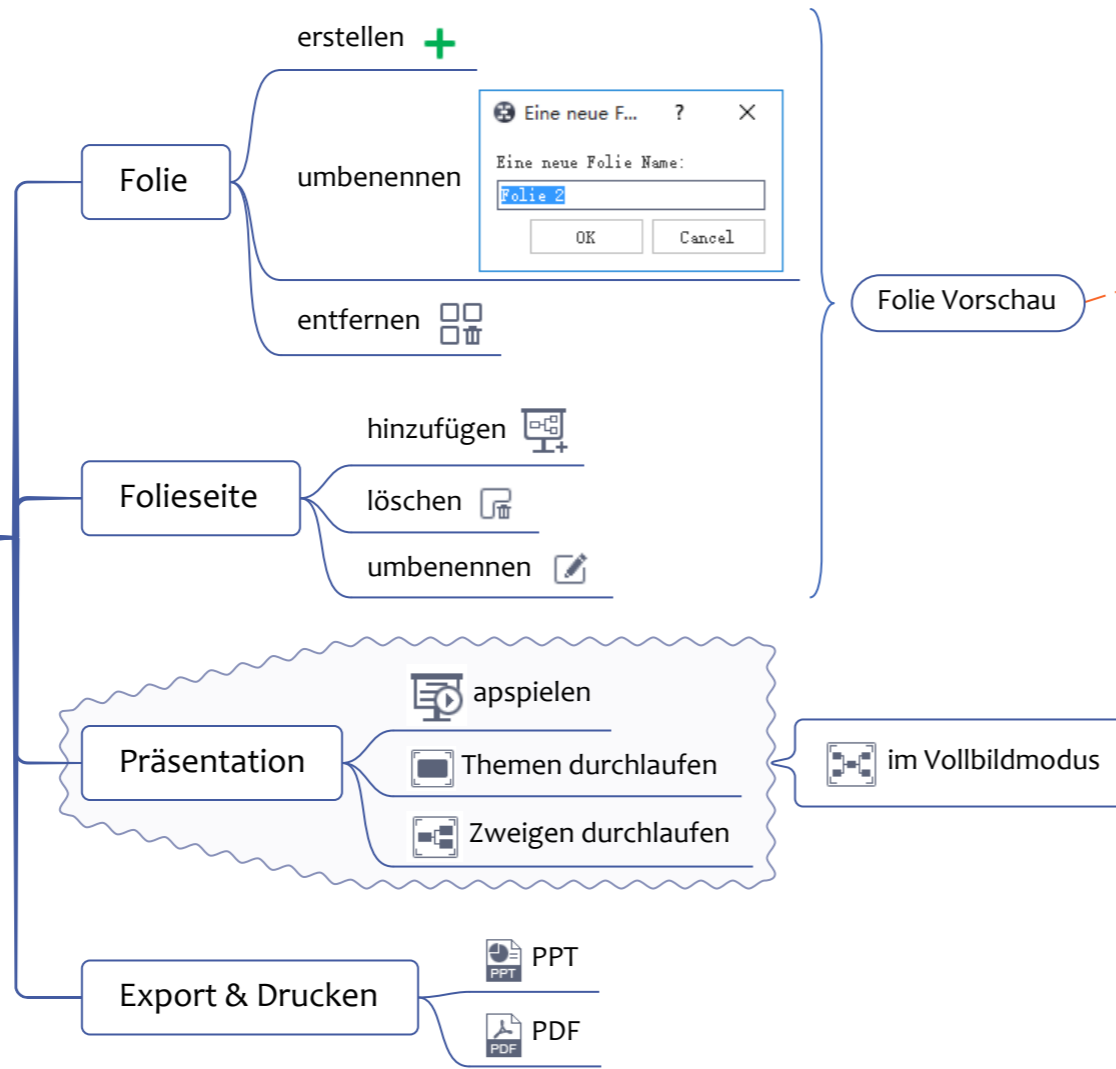 erstellen
Eine neue F... ?
Eine neue Folie Name:
Folie 2
OK Cancel
Folie
umbenennen
entfernen
Folie Vorschau
hinzufügen
Folieseite
löschen
umbenennen
apspielen
Präsentation
Themen durchlaufen
Zweigen durchlaufen
im Vollbildmodus
Export & Drucken
PPT PPT
PDF PDF